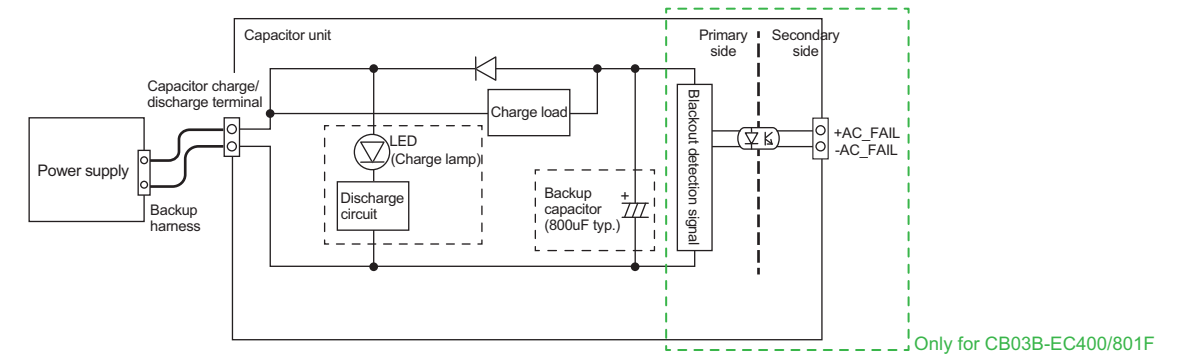 Capacitor unit
Primary
side
Secondary
side
Capacitor charge/
discharge terminal
Charge load
Blackout detection signal
+AC_FAIL
-AC_FAIL
LED
(Charge lamp)
Power supply
Discharge
circuit
Backup
capacitor
(800uF typ.)
+
Backup
harness
Only for CB03B-EC400/801F